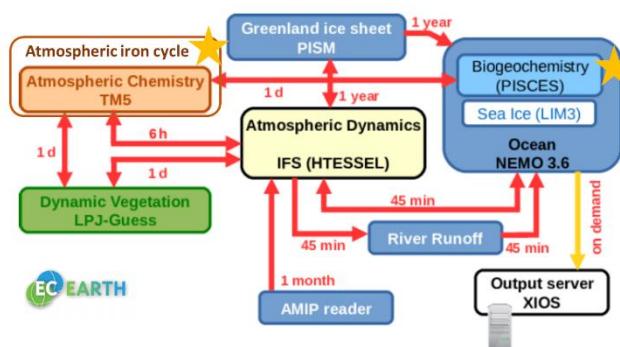 Greenland ice sheet
PISM
1 year
Atmospheric iron cycle
Atmospheric Chemistry
TM5
1 d
1 year
Biogeochemistry
(PISCES)
Sea Ice (LIM3)
Ocean
NEMO 3.6
Atmospheric Dynamics
IFS (HTESSEL)
6 h
1 d
1 d
Dynamic Vegetation
LPJ-Guess
45 min
45 min
River Runoff
45 min
on demand
1 month
AMIP reader
Output server
XIOS
EC EARTH